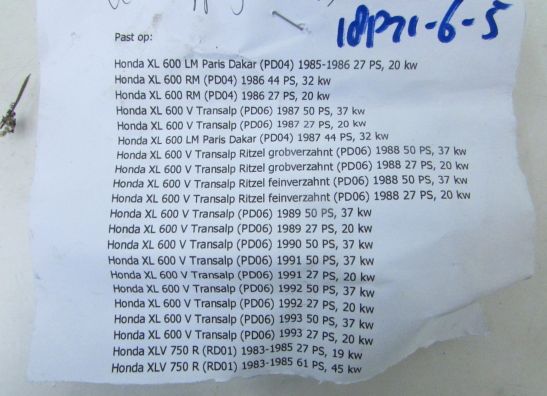 18P71-6-5
Past op:
Honda XL 600 LM Paris Dakar (PD04) 1985-1986 27 PS, 20 kw
Honda XL 600 RM (PD04) 1986 44 PS, 32 kw
Honda XL 600 RM (PD04) 1986 27 PS, 20 kw
Honda XL 600 V Transalp (PD06) 1987 50 PS, 37 kw
Honda XL 600 V Transalp (PD06) 1987 27 PS, 20 kw
Honda XL 600 LM Paris Dakar (PD04) 1987 44 PS, 32 kw
Honda XL 600 V Transalp Ritzel grobverzahnt (PD06) 1988 50 PS, 37 kw
Honda XL 600 V Transalp Ritzel grobverzahnt (PD06) 1988 27 PS, 20 kw
Honda XL 600 V Transalp Ritzel feinverzahnt (PD06) 1988 50 PS, 37 kw
Honda XL 600 V Transalp Ritzel feinverzahnt (PD06) 1988 27 PS, 20 kw
Honda XL 600 V Transalp (PD06) 1989 50 PS, 37 kw
Honda XL 600 V Transalp (PD06) 1989 27 PS, 20 kw
Honda XL 600 V Transalp (PD06) 1990 50 PS, 37 kw
Honda XL 600 V Transalp (PD06) 1991 50 PS, 37 kw
Honda XL 600 V Transalp (PD06) 1991 27 PS, 20 kw
Honda XL 600 V Transalp (PD06) 1992 50 PS, 37 kw
Honda XL 600 V Transalp (PD06) 1992 27 PS, 20 kw
Honda XL 600 V Transalp (PD06) 1993 50 PS, 37 kw
Honda XL 600 V Transalp (PD06) 1993 27 PS, 20 kw
Honda XLV 750 R (RD01) 1983-1985 27 PS, 19 kw
Honda XLV 750 R (RD01) 1983-1985 61 PS, 45 kw